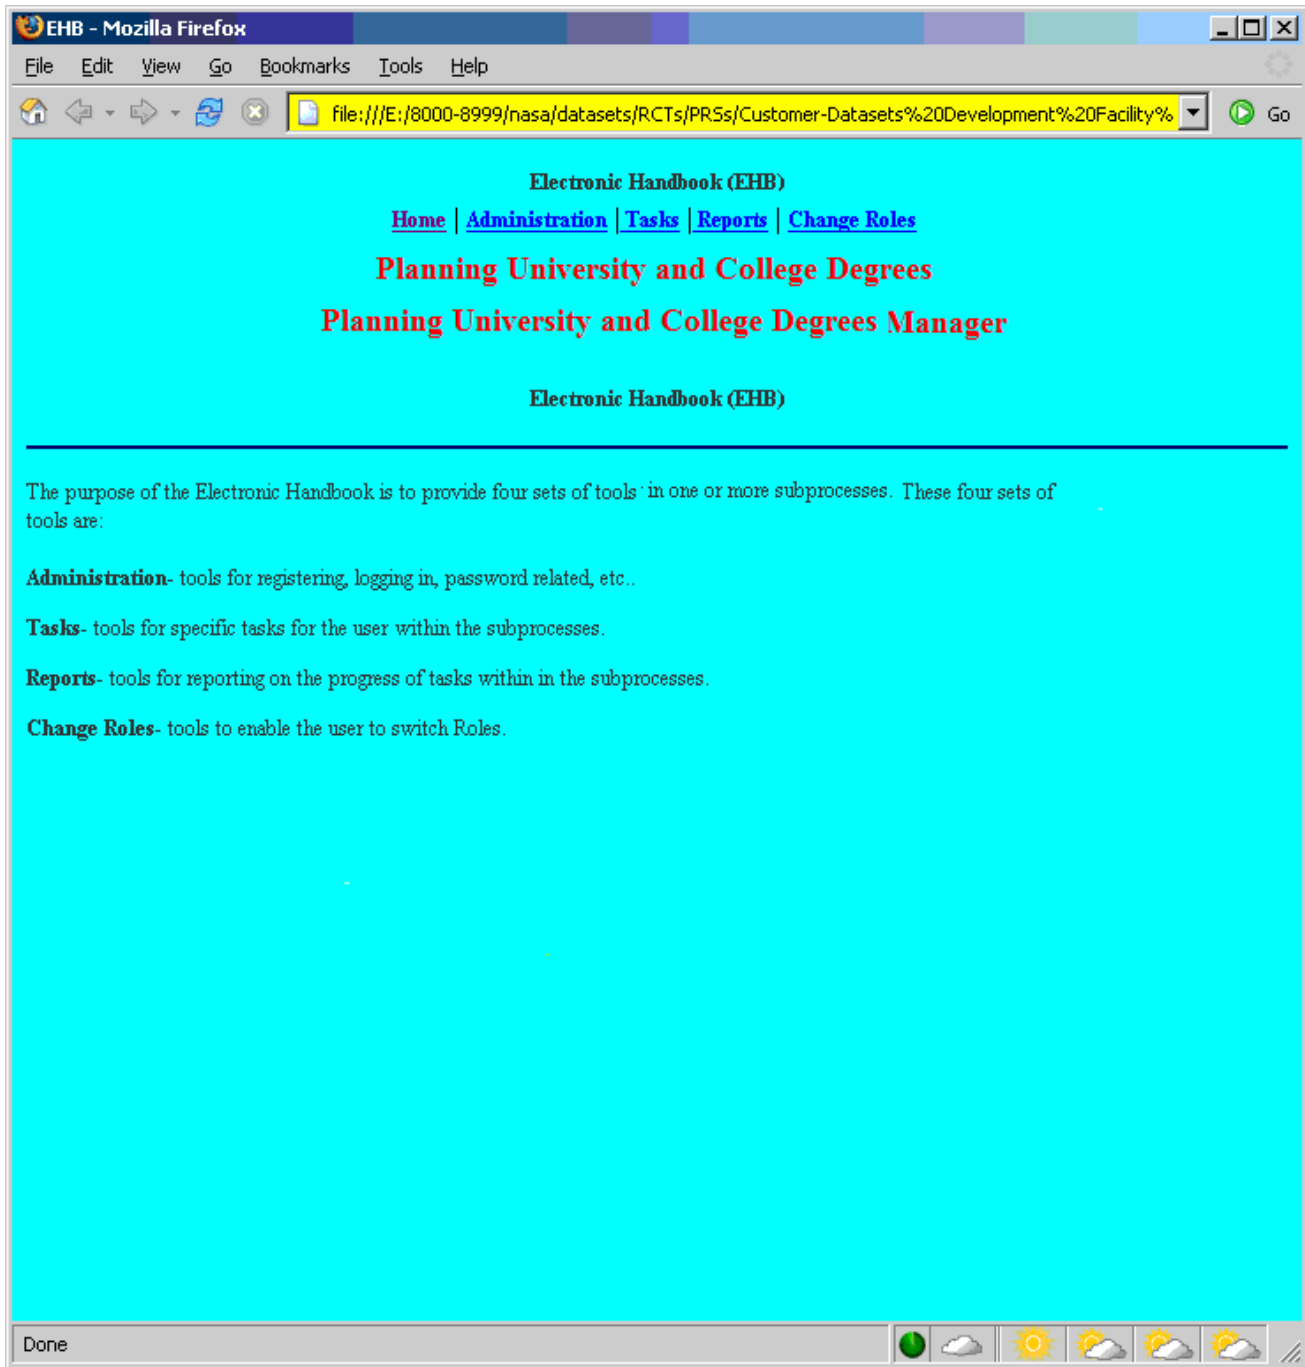 EHB - Mozilla Firefox
File Edit View Go Bookmarks Tools Help
file:///E:/8000-8999/nasa/datasets/RCTs/PRSs/Customer-Datasets%20Development%20Facility% Go
Electronic Handbook (EHB)
Home | Administration | Tasks | Reports | Change Roles
Planning University and College Degrees
Planning University and College Degrees Manager
Electronic Handbook (EHB)
The purpose of the Electronic Handbook is to provide four sets of tools in one or more subprocesses. These four sets of
tools are:
Administration- tools for registering, logging in, password related, etc..
Tasks- tools for specific tasks for the user within the subprocesses.
Reports- tools for reporting on the progress of tasks within in the subprocesses.
Change Roles- tools to enable the user to switch Roles.
Done